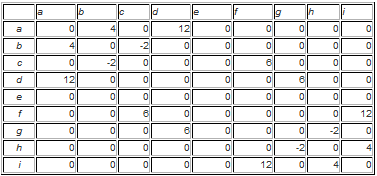 a b c d e f g h i
a 0 4 0 12 0 0 0 0 0
b 4 0 -2 0 0 0 0 0 0
c 0 -2 0 0 0 6 0 0 0
d 12 0 0 0 0 0 6 0 0
e 0 0 0 0 0 0 0 0 0
f 0 0 6 0 0 0 0 0 12
g 0 0 0 6 0 0 0 -2 0
h 0 0 0 0 0 0 -2 0 4
i 0 0 0 0 0 12 0 4 0